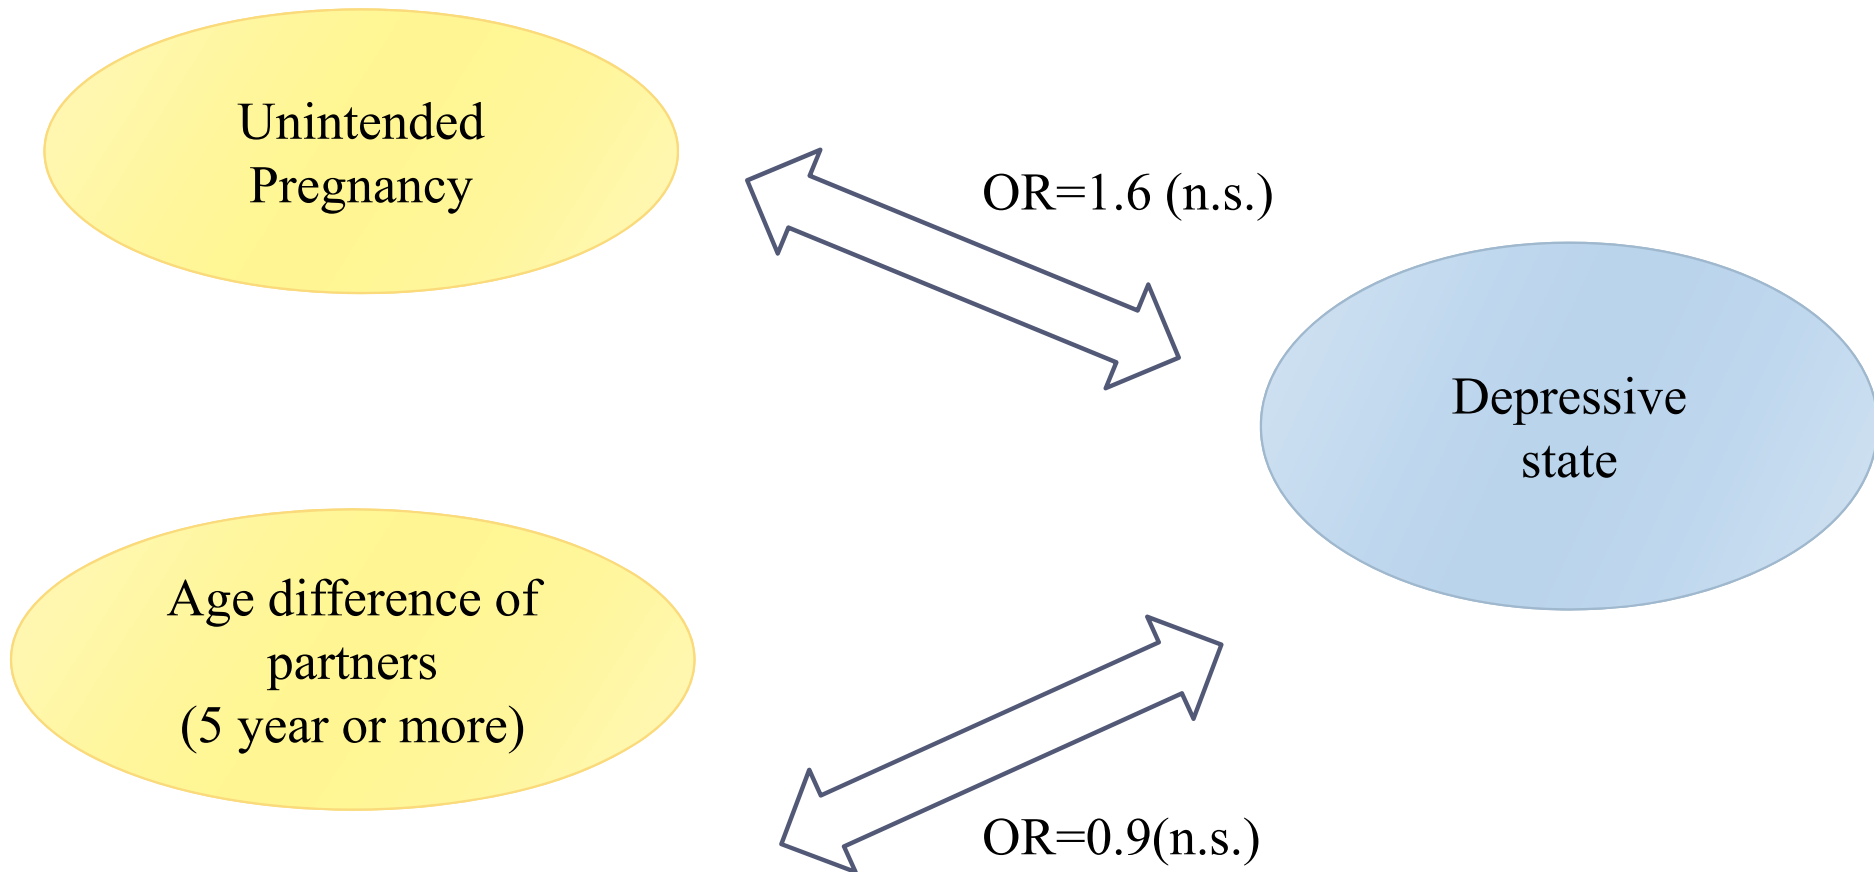 Unintended
Pregnancy
OR=1.6 (n.s.)
Depressive
state
Age difference of
partners
(5 year or more)
OR=0.9(n.s.)